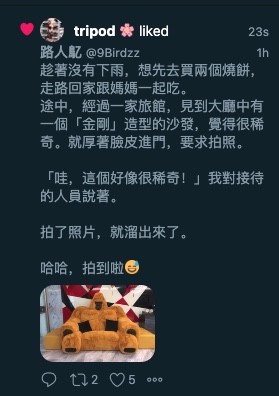 tripod 🌸 liked
23s
路人鳦 @9Birdzz
1h
趁著沒有下雨，想先去買兩個燒餅，
走路回家跟媽媽一起吃。
途中，經過一家旅館，見到大廳中有
一個「金剛」造型的沙發，覺得很稀
奇。就厚著臉皮進門，要求拍照。
「哇，這個好像很稀奇！」我對接待
的人員說著。
拍了照片，就溜出來了。
哈哈，拍到啦😅
2
5